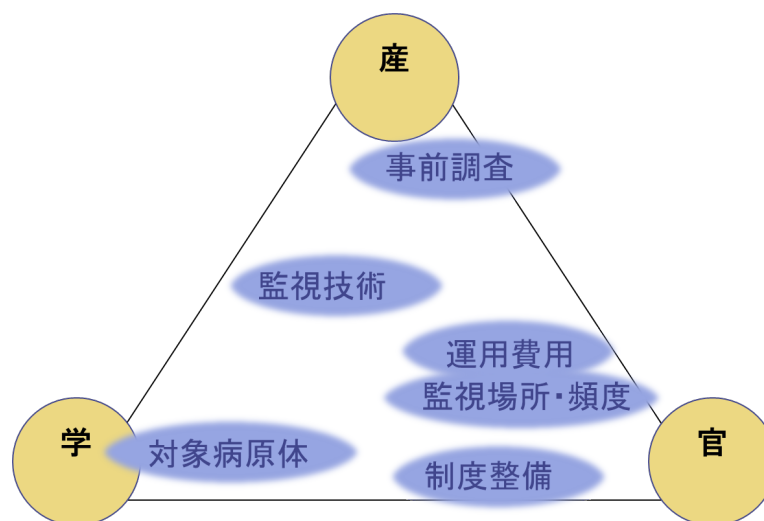 産
事前調査
監視技術
運用費用
監視場所・頻度
学
対象病原体
官
制度整備